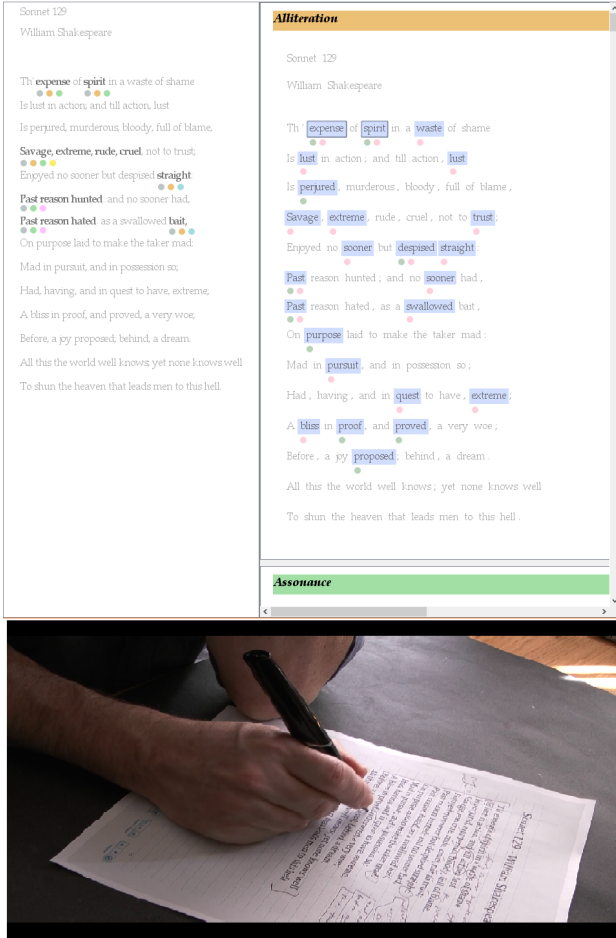 Sonnet 129
William Shakespeare
Th' expense of spirit in a waste of shame
Is lust in action; and till action, lust
Is perjured, murderous, bloody, full of blame,
Savage, extreme, rude, cruel, not to trust;
Enjoyed no sooner but despised straight:
Past reason hunted; and no sooner had,
Past reason hated, as a swallowed bait,
On purpose laid to make the taker mad:
Mad in pursuit, and in possession so;
Had, having, and in quest to have, extreme;
A bliss in proof, and proved, a very woe;
Before, a joy proposed; behind, a dream.
All this the world well knows; yet none knows well
To shun the heaven that leads men to this hell.
Alliteration
Sonnet 129
William Shakespeare
Th' expense of spirit in a waste of shame
Is lust in action; and till action, lust
Is perjured, murderous, bloody, full of blame,
Savage, extreme, rude, cruel, not to trust;
Enjoyed no sooner but despised straight:
Past reason hunted; and no sooner had,
Past reason hated, as a swallowed bait,
On purpose laid to make the taker mad:
Mad in pursuit, and in possession so;
Had, having, and in quest to have, extreme;
A bliss in proof, and proved, a very woe;
Before, a joy proposed; behind, a dream.
All this the world well knows; yet none knows well
To shun the heaven that leads men to this hell.
Assonance
Sonnet 129 William Shakespeare